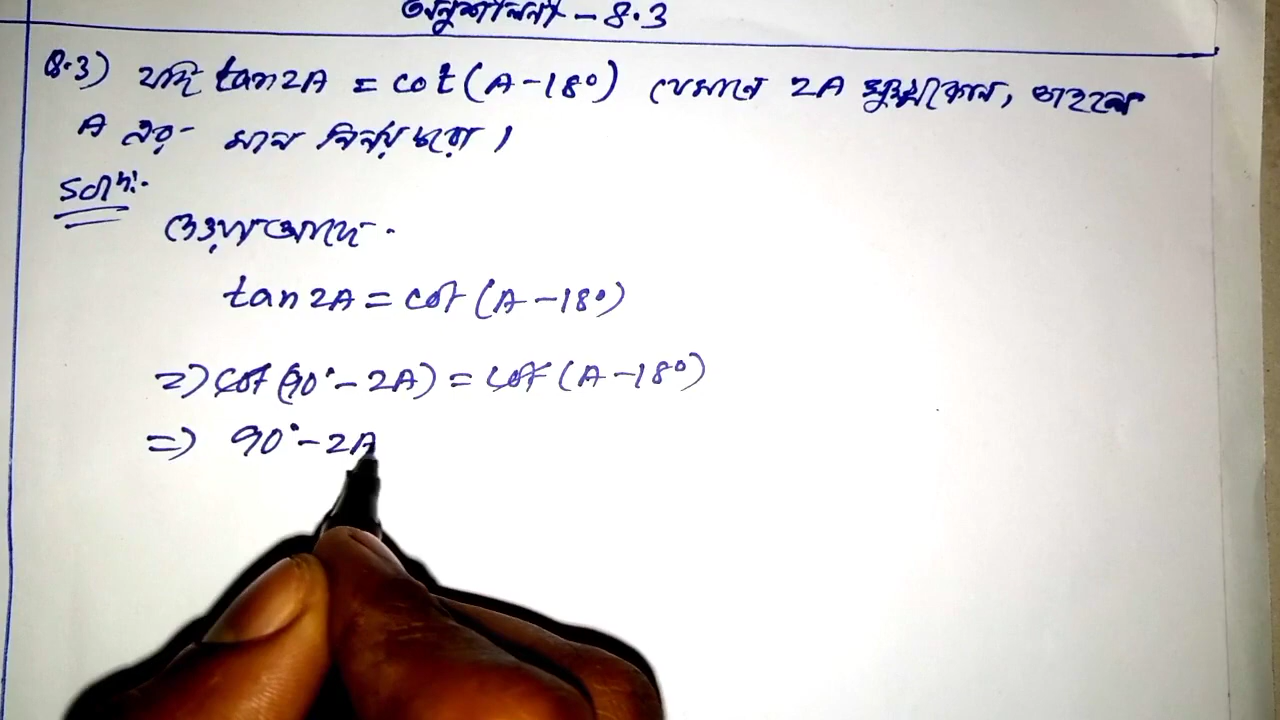 অনুশীলনী - 8.3
Q.3) যদি tan2A = cot(A-18°) যেখানে 2A সূক্ষ্মকোণ, তাহলে
A এর মান নির্ণয় করো।
Solⁿ:-
দেওয়া আছে -
tan2A = cot(A-18°)
=> cot(90°-2A) = cot(A-18°)
=> 90°-2A